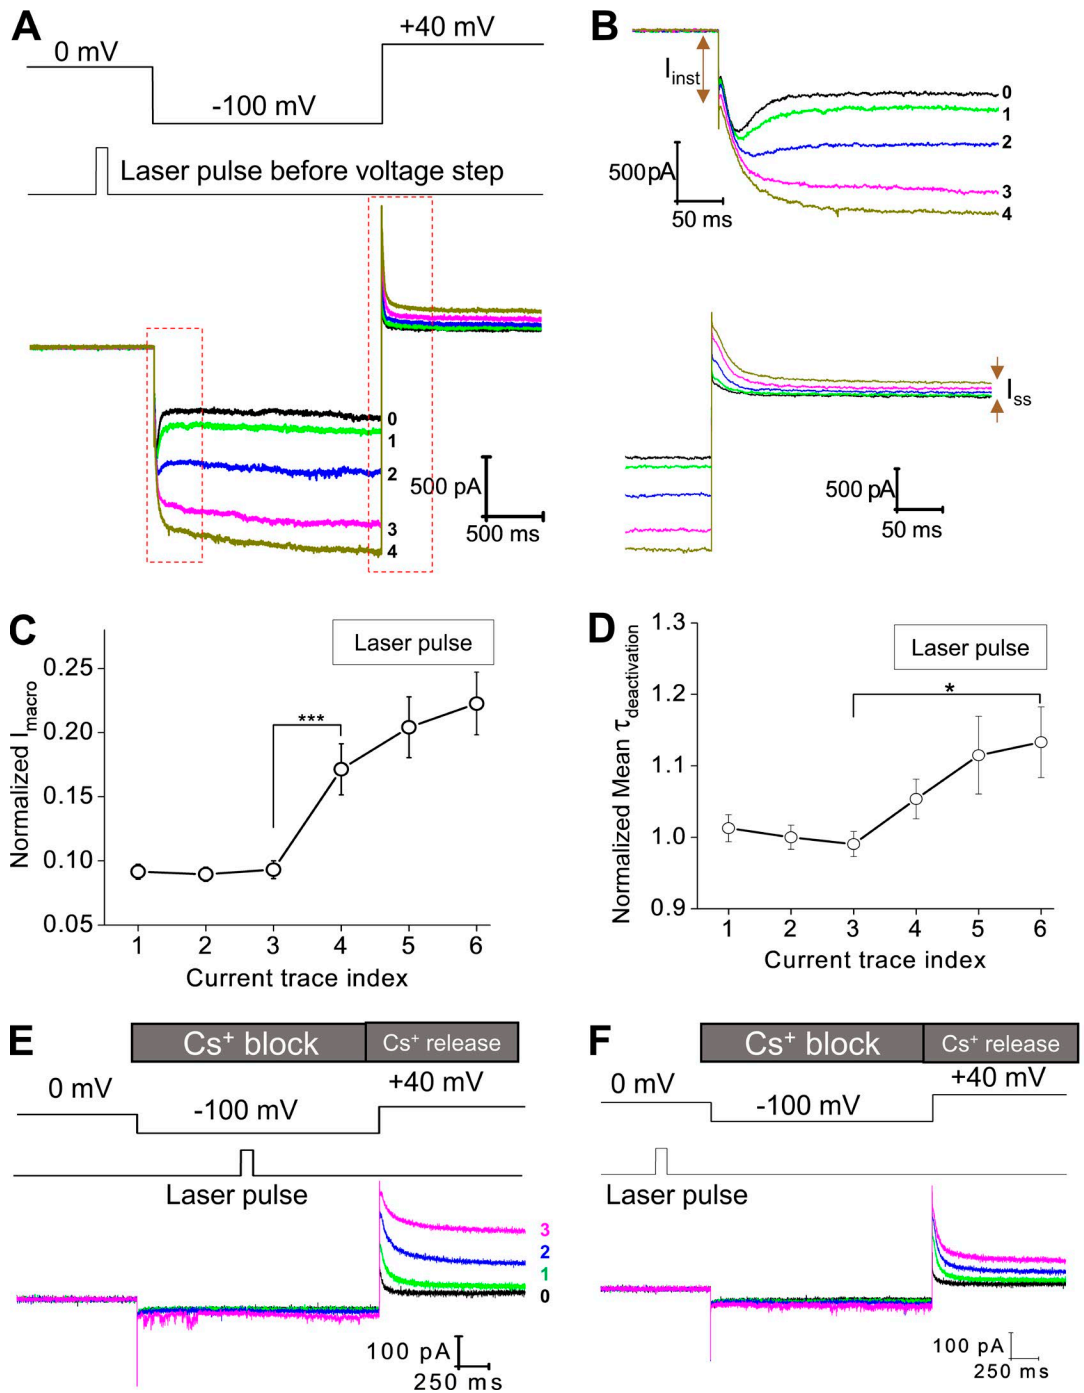 A
0 mV
-100 mV
+40 mV
Laser pulse before voltage step
0
1
2
3
4
500 pA
500 ms
B
I inst
0
1
2
3
4
500 pA
50 ms
I ss
500 pA
50 ms
C
Laser pulse
Normalized I macro
0.25
0.20
0.15
0.10
0.05
***
1 2 3 4 5 6
Current trace index
D
Laser pulse
Normalized Mean τ deactivation
1.3
1.2
1.1
1.0
0.9
*
1 2 3 4 5 6
Current trace index
E
Cs+ block
Cs+ release
0 mV
-100 mV
+40 mV
Laser pulse
3
2
1
0
100 pA
250 ms
F
Cs+ block
Cs+ release
0 mV
-100 mV
+40 mV
Laser pulse
100 pA
250 ms